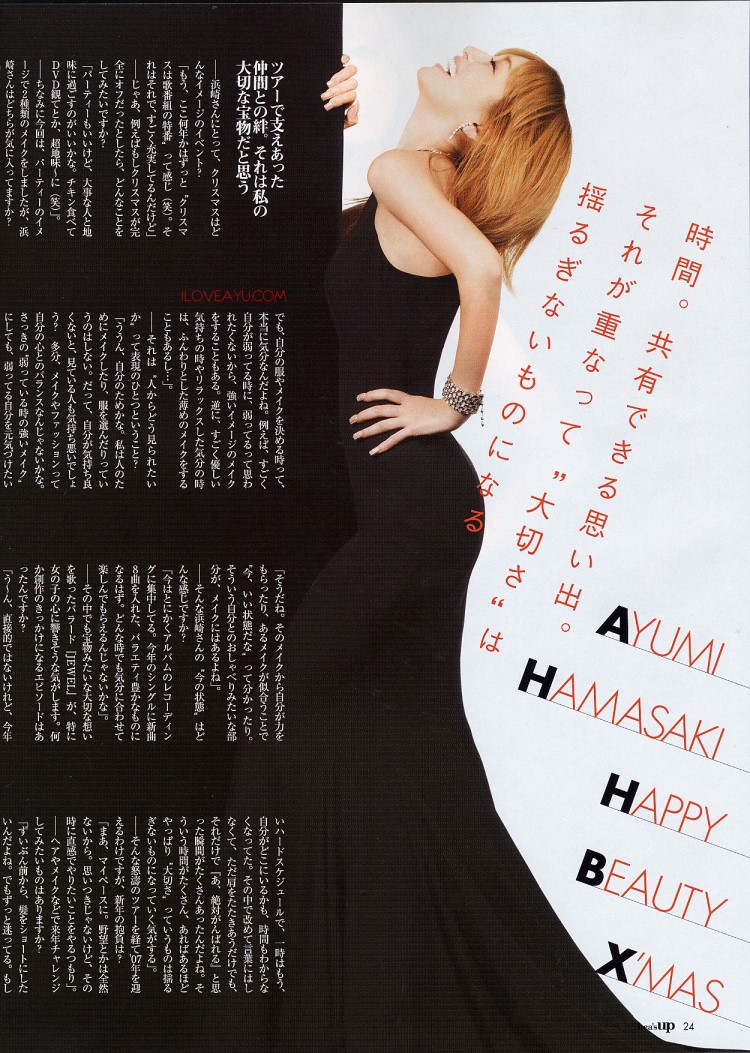 時間。共有できる思い出。
それが重なって〝大切さ〟は
揺るぎないものになる
AYUMI
HAMASAKI
HAPPY
BEAUTY
X'MAS
ツアーで支えあった
仲間との絆。それは私の
大切な宝物だと思う
――浜崎さんにとって、クリスマスはど
んなイメージのイベント?
「もう、ここ何年かはずっと〝クリスマ
スは歌番組の特番〟って感じ(笑)。そ
れはそれで、すごく充実してるんだけど」
――じゃあ、例えばもしクリスマスが完
全にオフだったとしたら、どんなことを
してみたいですか?
「パーティーもいいけど、大事な人と地
味に過ごすのがいいかな。チキン食べて
DVD観てとか、超地味〜に(笑)」。
――ちなみに今回は、パーティーのイメ
ージで2種類のメイクをしましたが、浜
崎さんはどちらが気に入ってますか?
ILOVEAYU.COM
でも、自分の服やメイクを決める時って、
本当に気分なんだよね。例えば、すごく
自分が弱ってる時に、弱ってるって思わ
れたくないから、強いイメージのメイク
をすることもある。逆に、すごく優しい
気持ちの時やリラックスした気分の時
は、ふんわりとした薄めのメイクをする
こともあるし…」。
――それは、〝人からどう見られたい
か〟って表現のひとつということ?
「ううん、自分のためかな。私は人のた
めにメイクしたり、服を選んだりってい
うのはしない。だって、自分が気持ち良
くないと、見ている人も気持ち悪いでしょ
う? 多分、メイクやファッションって
自分の心とのバランスなんじゃないかな。
さっきの〝弱っている時の強いメイク〟
にしても、弱ってる自分を元気づけたい
「そうだね。そのメイクから自分が力を
もらったり、あるメイクが似合うことで
〝今、いい状態だな〟って分かったり。
そういう自分とのおしゃべりみたいな部
分が、メイクにはあるよね」。
――そんな浜崎さんの〝今の状態〟はど
んな感じですか?
「今はとにかく、アルバムのレコーディン
グに集中してる。今年のシングルに新曲
8曲を入れた、バラエティ豊かなものに
なるはず。どんな時でも気分に合わせて
楽しんでもらえるんじゃないかな」。
――その中でも宝物みたいな大切な想い
を歌ったバラード「JEWEL」が、特に
女の子の心に響きそうな気がします。何
か創作のきっかけになるエピソードはあ
ったんですか?
「う〜ん、直接的ではないけれど、今年
いハードスケジュールで、一時はもう、
自分がどこにいるかも、時間もわからな
くなってた。その中で改めて言葉にはし
なくて、ただ肩をたたきあうだけでも、
それだけで『あ、絶対がんばれる』と思
った瞬間がたくさんあったんだよね。そ
ういう時間がたくさん、あればあるほど
やっぱり〝大切さ〟っていうものは揺る
ぎないものになっていく気がする」。
――そんな怒濤のツアーを経て'07年を迎
えるわけですが、新年の抱負は?
「まあ、マイペースに。野望とかは全然
ないから。思いつきじゃないけど、その
時に直感でやりたいことをやるつもり」。
――ヘアやメイクなどで来年チャレンジ
してみたいものはありますか?
「ずいぶん前から、髪をショートにした
いんだよね。でもずっと迷ってる。もし
bea's up 24